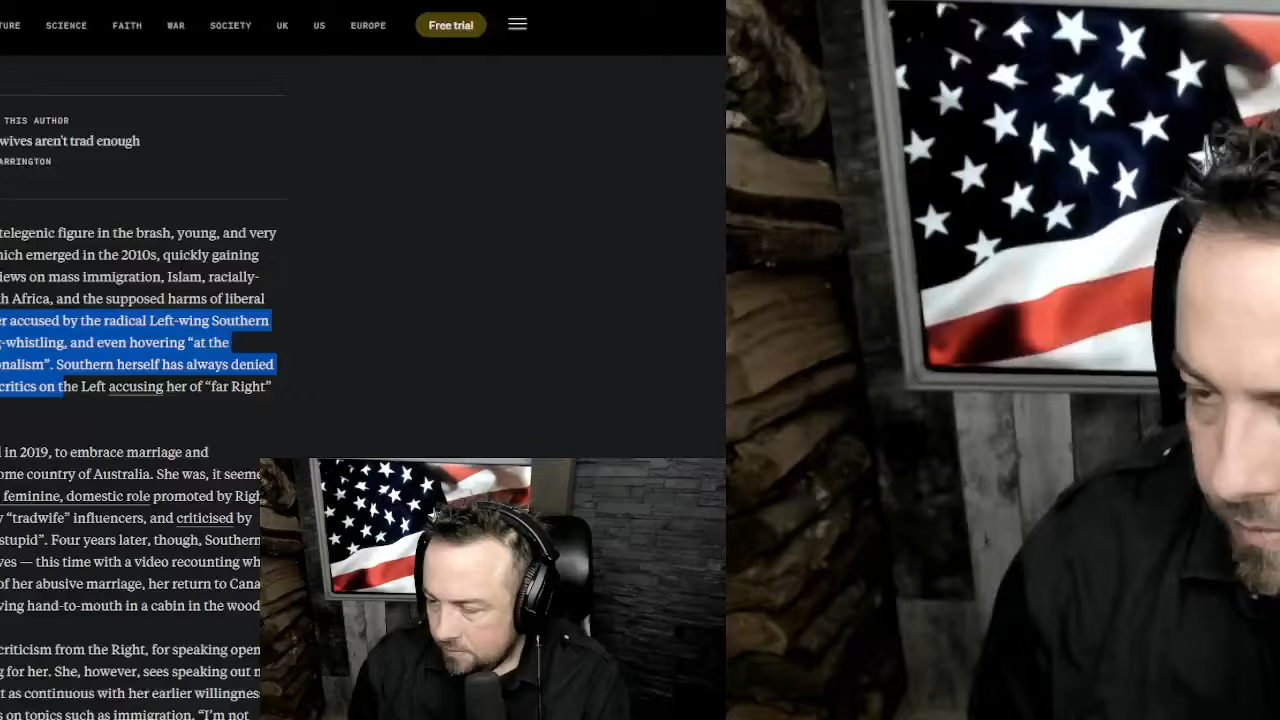 TURE SCIENCE FAITH WAR SOCIETY UK US EUROPE Free trial
THIS AUTHOR
wives aren't trad enough
ARRINGTON
telegenic figure in the brash, young, and very
hich emerged in the 2010s, quickly gaining
iews on mass immigration, Islam, racially-
h Africa, and the supposed harms of liberal
er accused by the radical Left-wing Southern
g-whistling, and even hovering “at the
onalism”. Southern herself has always denied
critics on the Left accusing her of “far Right”
l in 2019, to embrace marriage and
ome country of Australia. She was, it seeme
feminine, domestic role promoted by Righ
y “tradwife” influencers, and criticised by
stupid”. Four years later, though, Southern
ves — this time with a video recounting wh
of her abusive marriage, her return to Cana
ving hand-to-mouth in a cabin in the wood
criticism from the Right, for speaking open
g for her. She, however, sees speaking out n
t as continuous with her earlier willingness
s on topics such as immigration. “I’m not